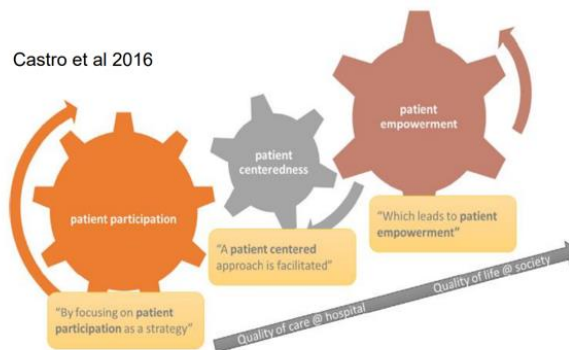 Castro et al 2016
patient
empowerment
patient
centeredness
patient participation
"Which leads to patient
empowerment"
"A patient centered
approach is facilitated"
"By focusing on patient
participation as a strategy"
Quality of care @ hospital
Quality of life @ society